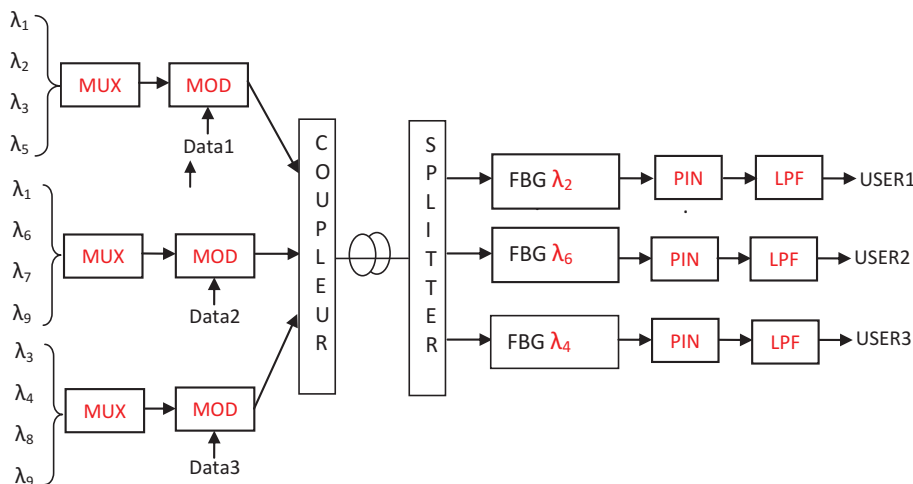 λ1
λ2
λ3
λ5
MUX
MOD
Data1
λ1
λ6
λ7
λ9
MUX
MOD
Data2
λ3
λ4
λ8
λ9
MUX
MOD
Data3
COUPLEUR
SPLITTER
FBG λ2
PIN
LPF
USER1
FBG λ6
PIN
LPF
USER2
FBG λ4
PIN
LPF
USER3